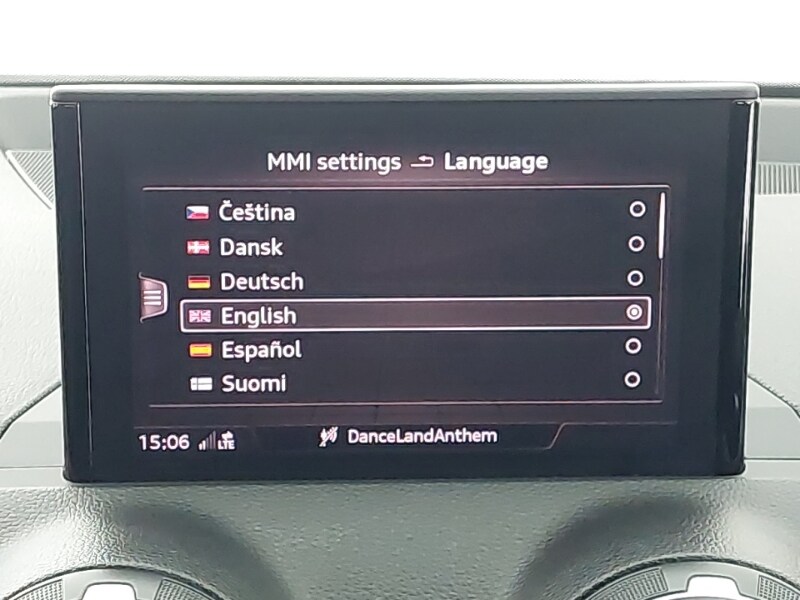 MMI settings Language
Čeština
Dansk
Deutsch
English
Español
Suomi
15:06 LTE DanceLandAnthem